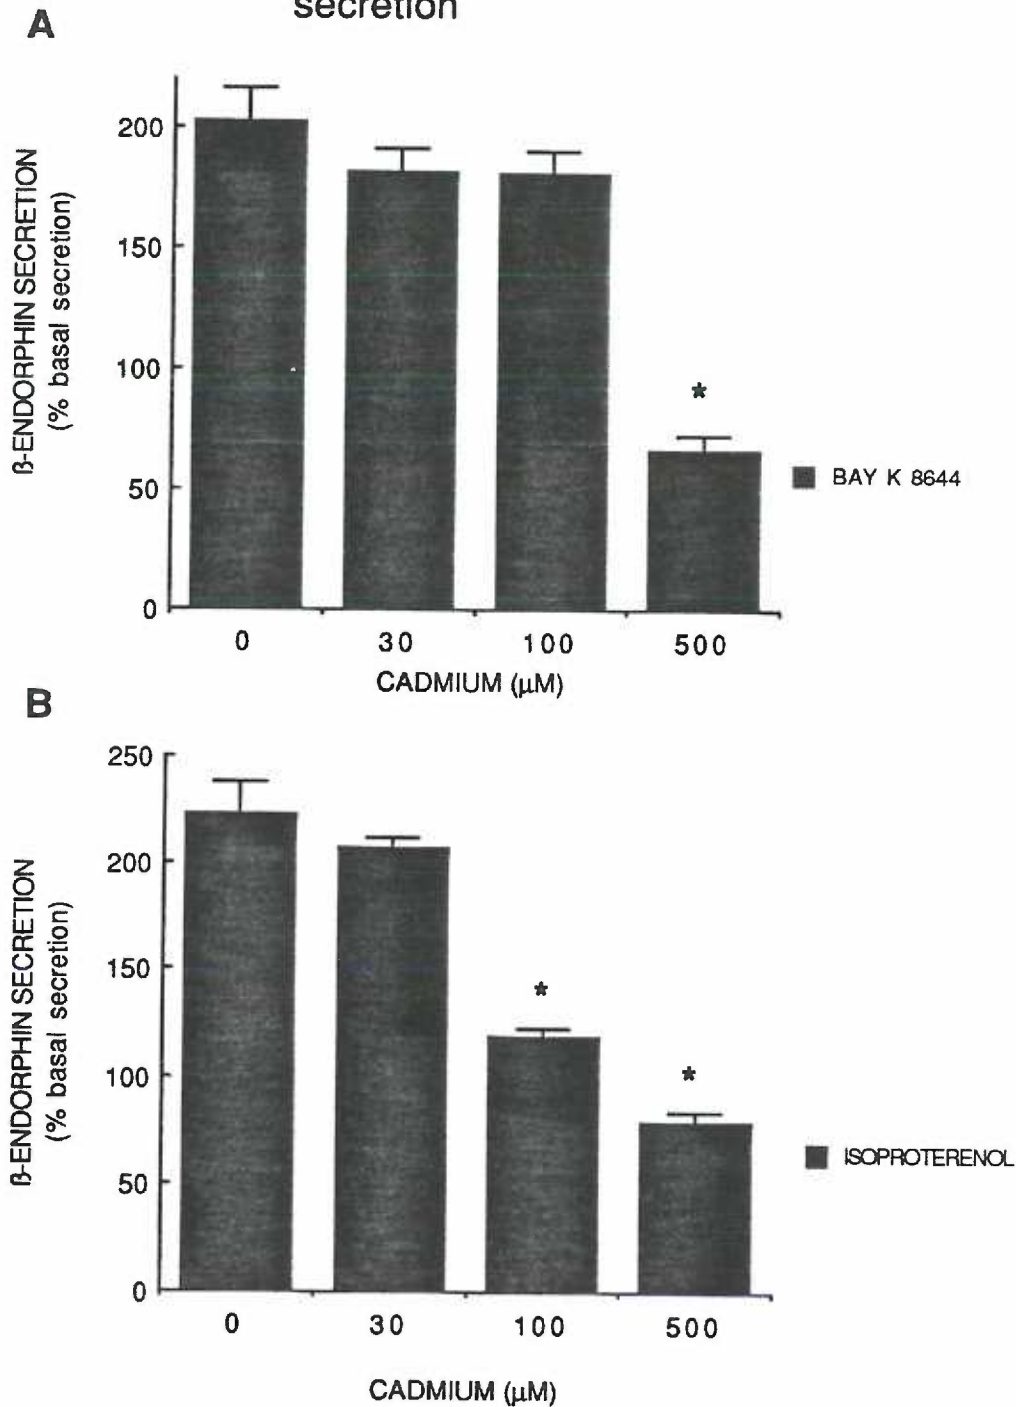 secretion
A
ß-ENDORPHIN SECRETION
(% basal secretion)
200
150
100
50
0
*
BAY K 8644
0 30 100 500
CADMIUM (µM)
B
ß-ENDORPHIN SECRETION
(% basal secretion)
250
200
150
100
50
0
*
*
ISOPROTERENOL
0 30 100 500
CADMIUM (µM)